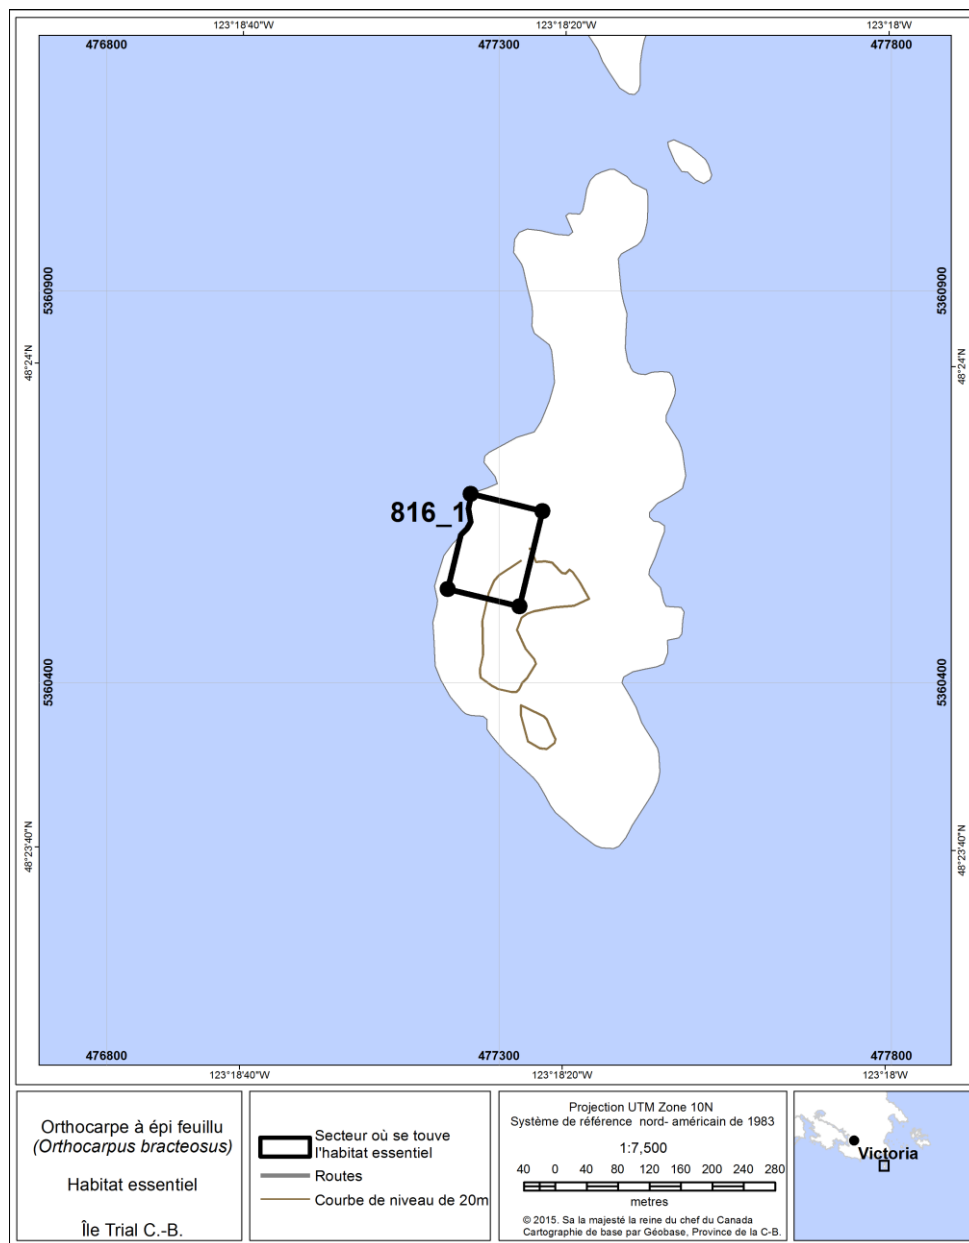 123°18'40"W 123°18'20"W 123°18'W
476800 477300 477800
5360900 5360900
48°24'N 48°24'N
816_1
5360400 5360400
48°23'40"N 48°23'40"N
476800 477300 477800
123°18'40"W 123°18'20"W 123°18'W
Orthocarpe à épi feuillu
(Orthocarpus bracteosus)
Habitat essentiel
Île Trial C.-B.
Secteur où se touve
l'habitat essentiel
Routes
Courbe de niveau de 20m
Projection UTM Zone 10N
Système de référence nord- américain de 1983
1:7,500
40 0 40 80 120 160 200 240 280
metres
© 2015. Sa la majesté la reine du chef du Canada
Cartographie de base par Géobase, Province de la C-B.
Victoria